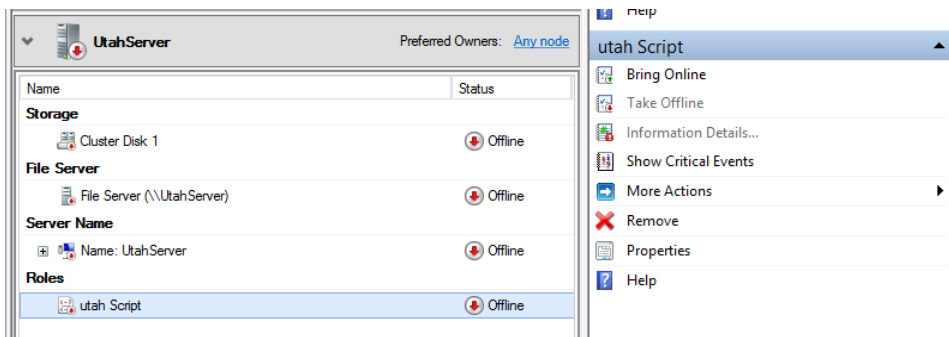 UtahServer
Preferred Owners: Any node
Name Status
Storage
Cluster Disk 1 Offline
File Server
File Server (\\UtahServer) Offline
Server Name
Name: UtahServer Offline
Roles
utah Script Offline
Help
utah Script
Bring Online
Take Offline
Information Details...
Show Critical Events
More Actions
Remove
Properties
Help